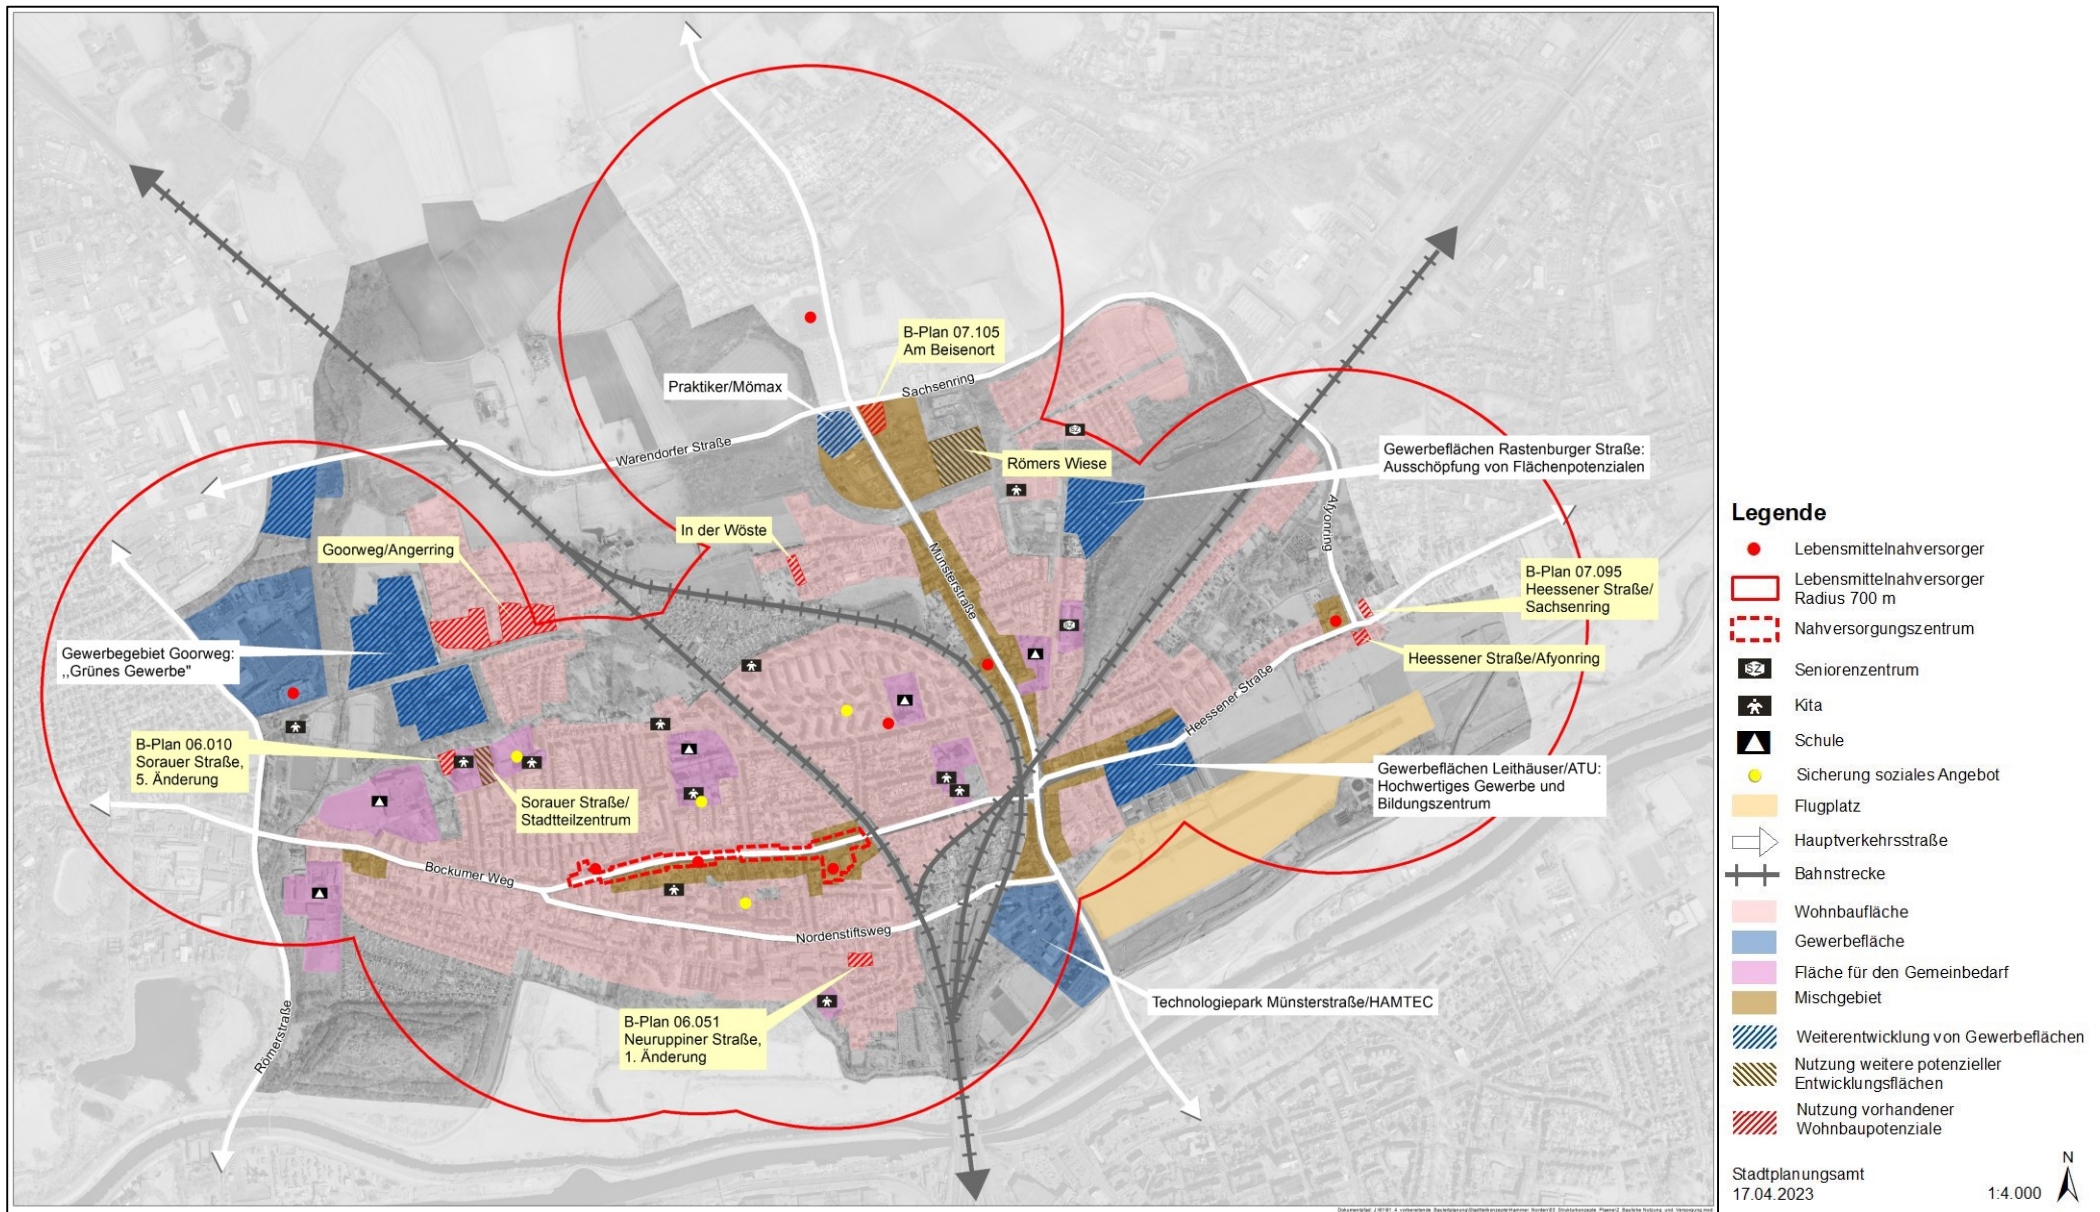 B-Plan 07.105
Am Beisenort
Praktiker/Mömax
Sachsenring
Warendorfer Straße
Römers Wiese
Gewerbeflächen Rastenburger Straße:
Ausschöpfung von Flächenpotenzialen
Afyonring
In der Wöste
Goorweg/Angerring
Münsterstraße
B-Plan 07.095
Heessener Straße/
Sachsenring
Heessener Straße/Afyonring
Gewerbegebiet Goorweg:
,,Grünes Gewerbe"
Heessener Straße
B-Plan 06.010
Sorauer Straße,
5. Änderung
Sorauer Straße/
Stadtteilzentrum
Gewerbeflächen Leithäuser/ATU:
Hochwertiges Gewerbe und
Bildungszentrum
Bockumer Weg
Nordenstiftsweg
Technologiepark Münsterstraße/HAMTEC
B-Plan 06.051
Neuruppiner Straße,
1. Änderung
Römerstraße
Legende
Lebensmittelnahversorger
Lebensmittelnahversorger
Radius 700 m
Nahversorgungszentrum
SZ
Seniorenzentrum
Kita
Schule
Sicherung soziales Angebot
Flugplatz
Hauptverkehrsstraße
Bahnstrecke
Wohnbaufläche
Gewerbefläche
Fläche für den Gemeinbedarf
Mischgebiet
Weiterentwicklung von Gewerbeflächen
Nutzung weitere potenzieller
Entwicklungsflächen
Nutzung vorhandener
Wohnbaupotenziale
Stadtplanungsamt
17.04.2023
1:4.000
N